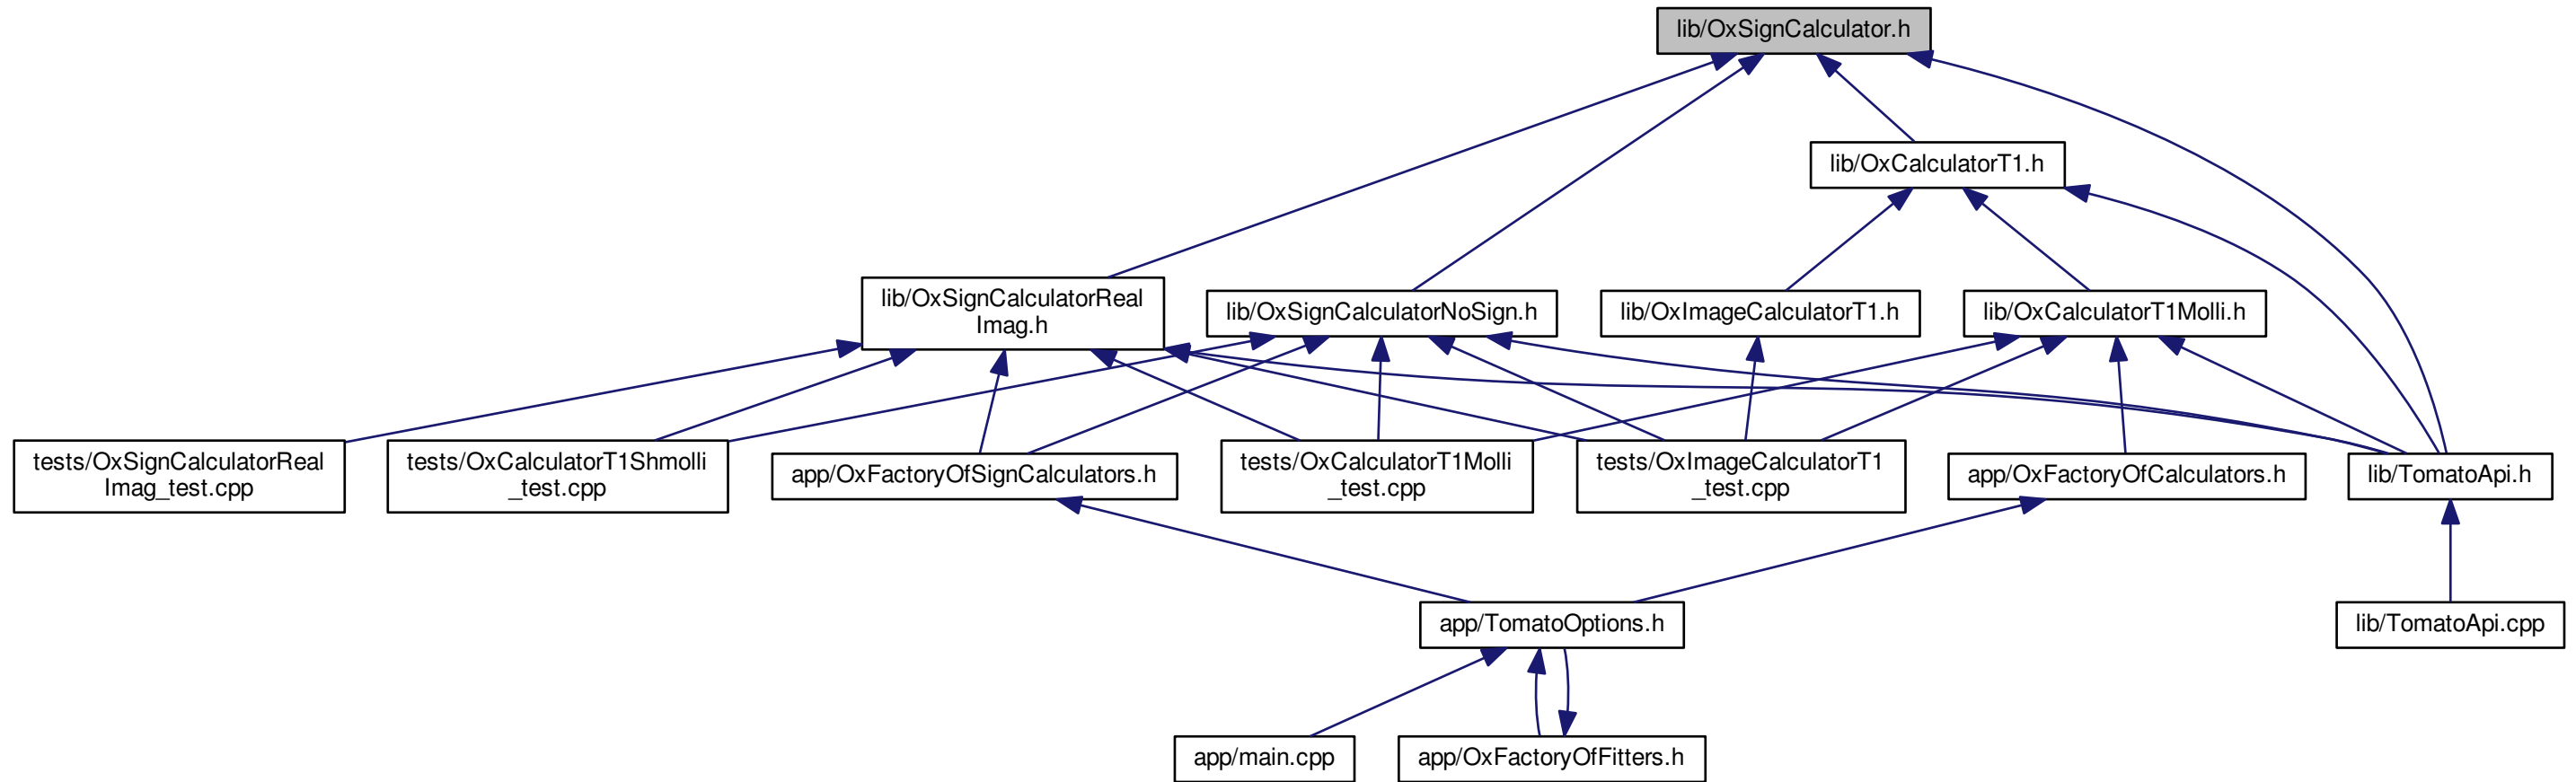 lib/OxSignCalculator.h
lib/OxCalculatorT1.h
lib/OxSignCalculatorReal
Imag.h
lib/OxSignCalculatorNoSign.h
lib/OxImageCalculatorT1.h
lib/OxCalculatorT1Molli.h
tests/OxSignCalculatorReal
Imag_test.cpp
tests/OxCalculatorT1Shmolli
_test.cpp
app/OxFactoryOfSignCalculators.h
tests/OxCalculatorT1Molli
_test.cpp
tests/OxImageCalculatorT1
_test.cpp
app/OxFactoryOfCalculators.h
lib/TomatoApi.h
app/TomatoOptions.h
lib/TomatoApi.cpp
app/main.cpp
app/OxFactoryOfFitters.h